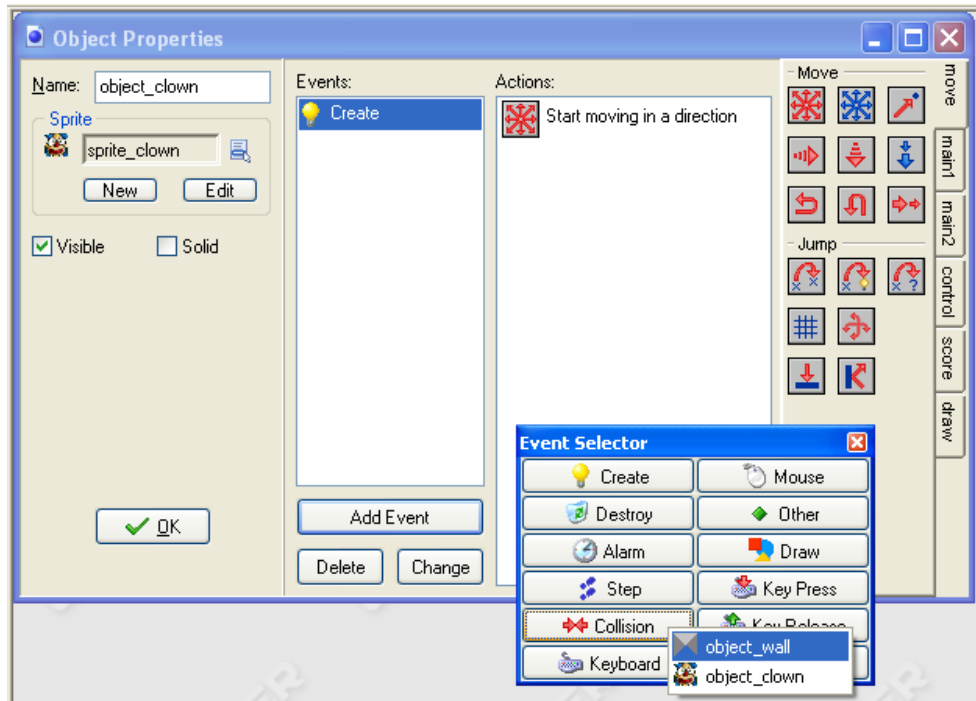 Object Properties
Name: object_clown
Sprite
sprite_clown
New Edit
Visible Solid
OK
Events:
Create
Add Event
Delete Change
Actions:
Start moving in a direction
Move
Jump
move
main1
main2
control
score
draw
Event Selector
Create Mouse
Destroy Other
Alarm Draw
Step Key Press
Collision Key Release
Keyboard
object_wall
object_clown